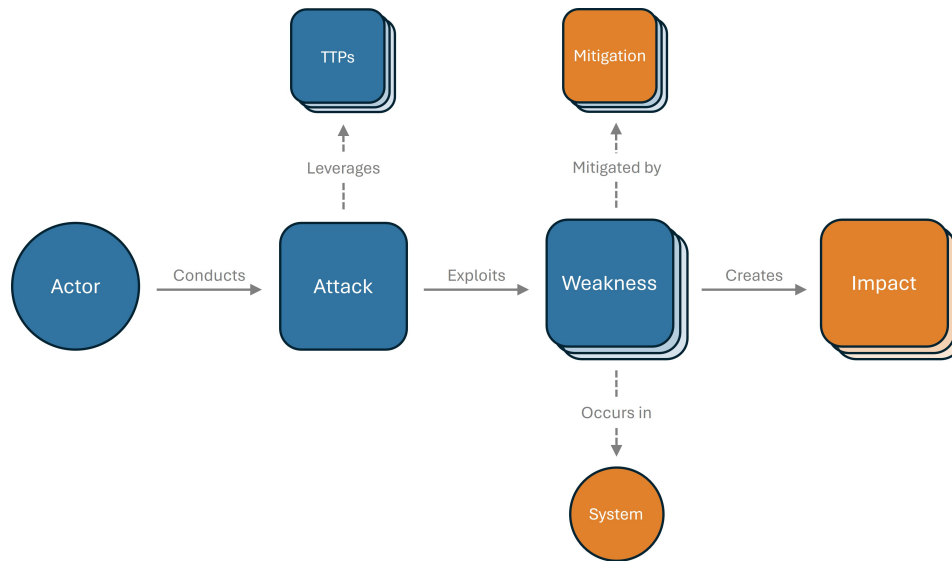 TTPs
Mitigation
Leverages
Mitigated by
Actor
Conducts
Attack
Exploits
Weakness
Creates
Impact
Occurs in
System